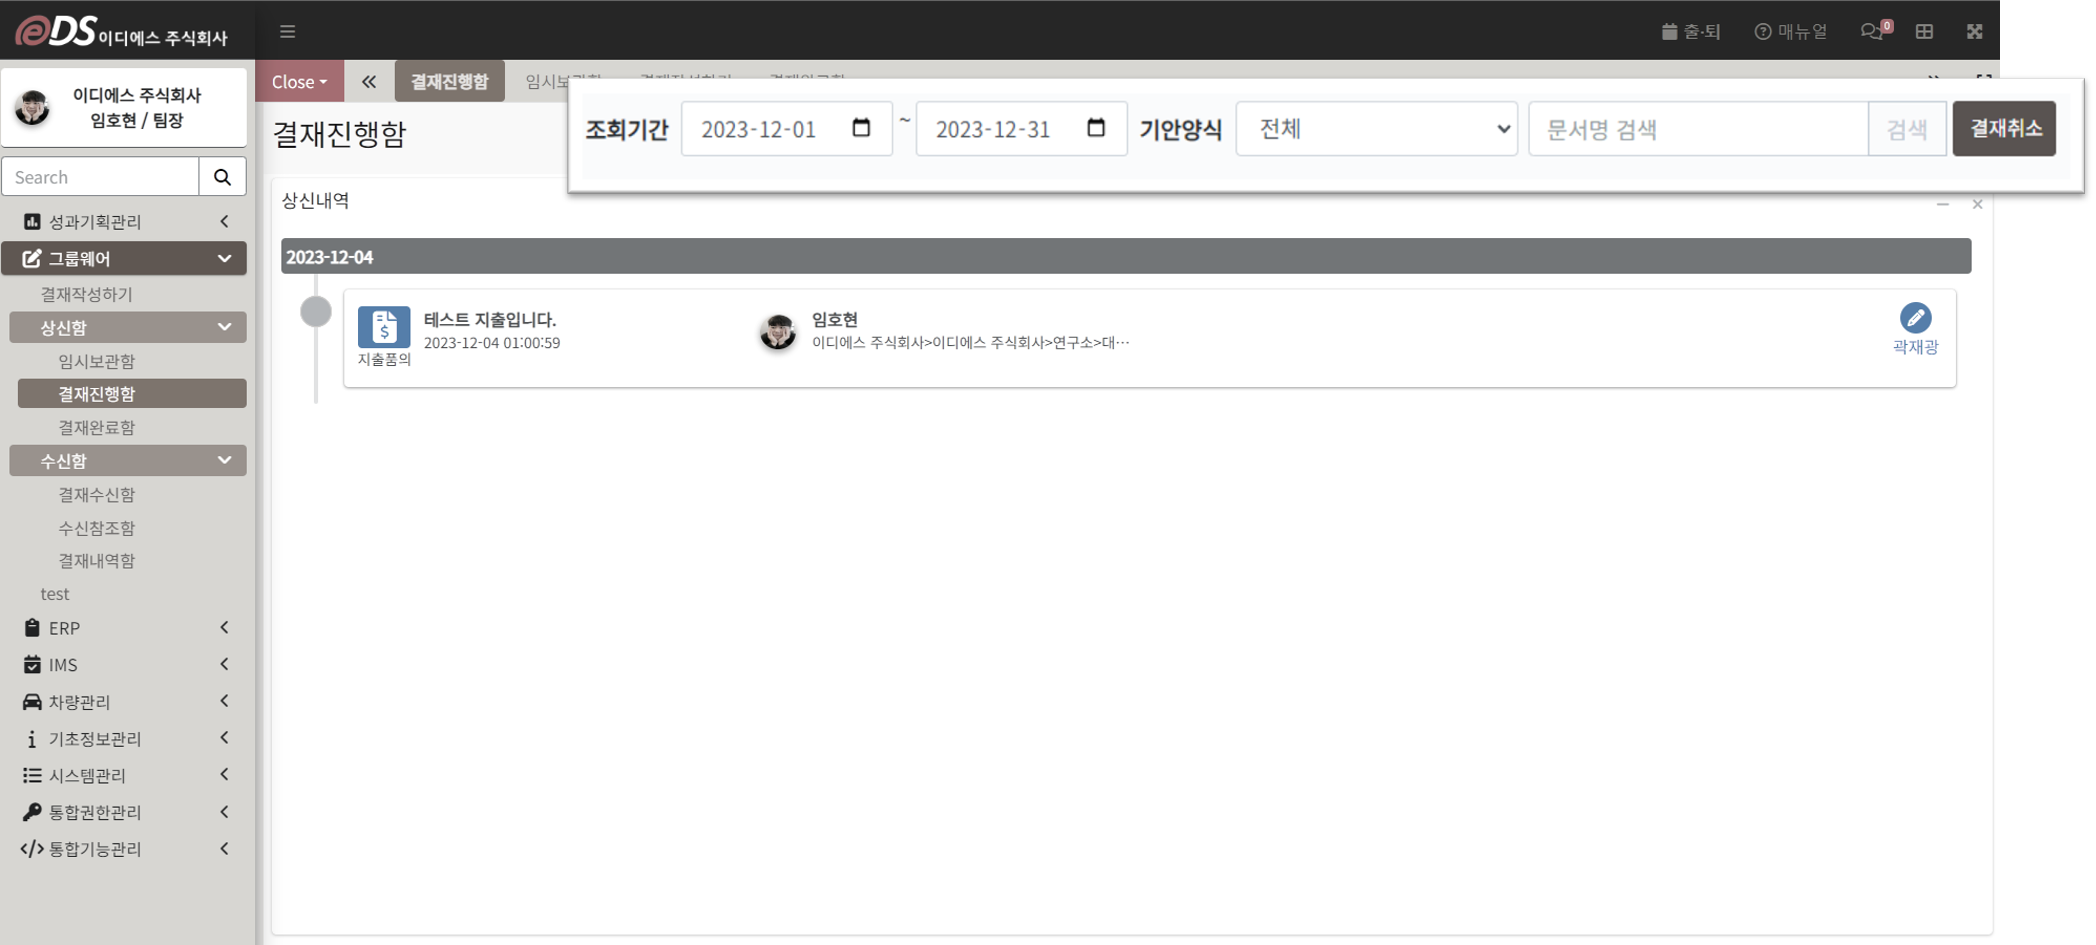 eDS 이디에스 주식회사
출·퇴
매뉴얼
0
이디에스 주식회사
임호현 / 팀장
Search
성과기획관리
그룹웨어
결재작성하기
상신함
임시보관함
결재진행함
결재완료함
수신함
결재수신함
수신참조함
결재내역함
test
ERP
IMS
차량관리
기초정보관리
시스템관리
통합권한관리
통합기능관리
Close
결재진행함
결재진행함
조회기간 2023-12-01 ~ 2023-12-31 기안양식 전체 문서명 검색 검색 결재취소
상신내역
2023-12-04
테스트 지출입니다.
2023-12-04 01:00:59
지출품의
임호현
이디에스 주식회사>이디에스 주식회사>연구소>대…
곽재광